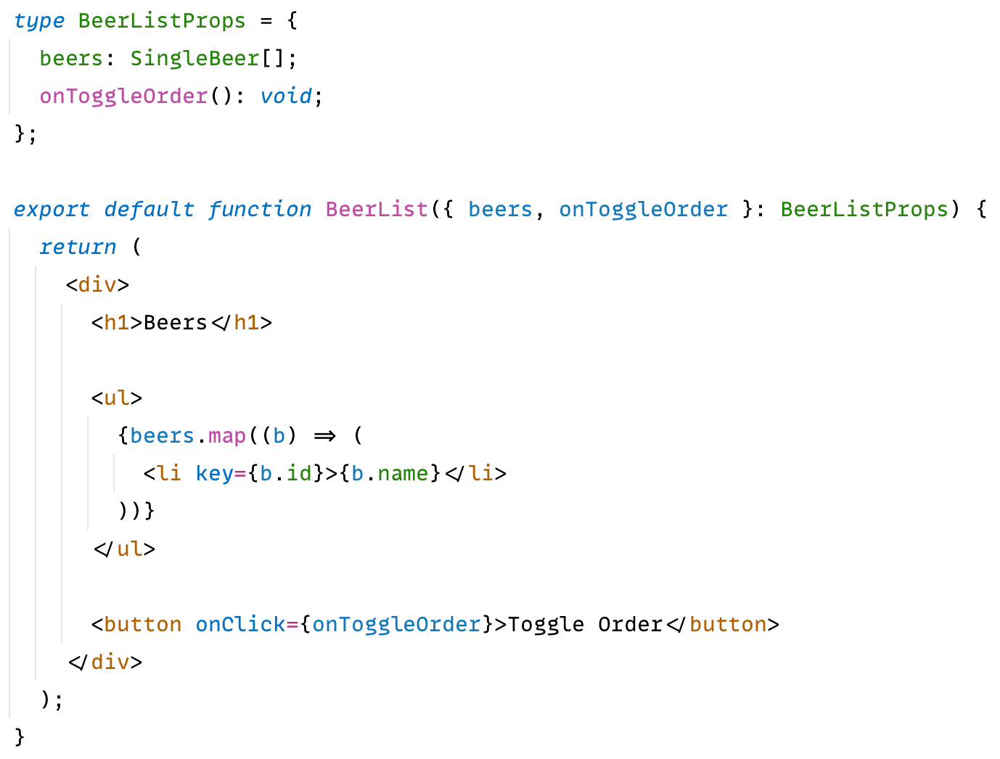 type BeerListProps = {
  beers: SingleBeer[];
  onToggleOrder(): void;
};

export default function BeerList({ beers, onToggleOrder }: BeerListProps) {
  return (
    <div>
      <h1>Beers</h1>

      <ul>
        {beers.map((b) => (
          <li key={b.id}>{b.name}</li>
        ))}
      </ul>

      <button onClick={onToggleOrder}>Toggle Order</button>
    </div>
  );
}